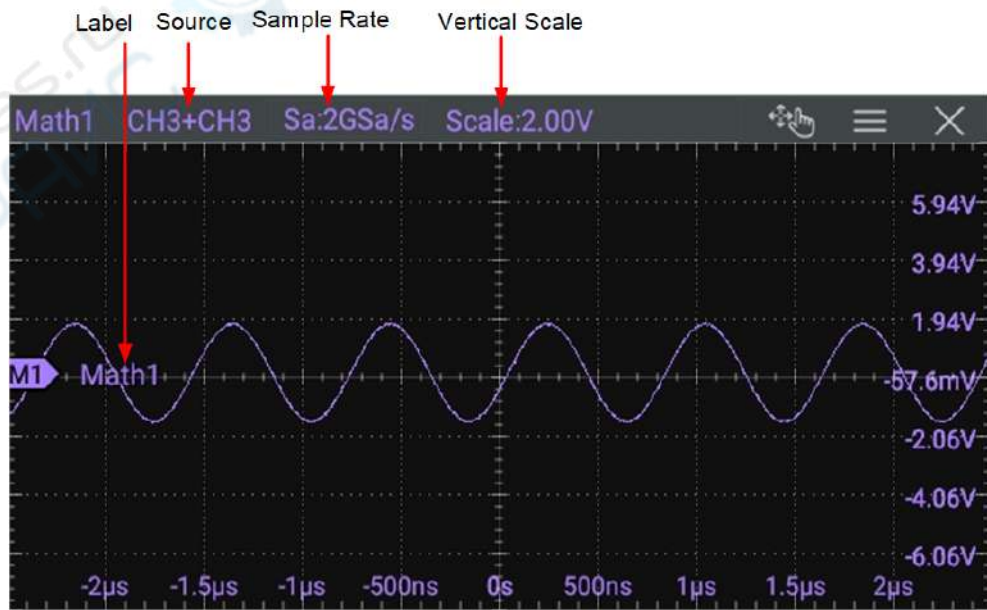 Label Source Sample Rate Vertical Scale
Math1 CH3+CH3 Sa:2GSa/s Scale:2.00V
5.94V
3.94V
1.94V
M1 Math1 -57.6mV
-2.06V
-4.06V
-6.06V
-2µs -1.5µs -1µs -500ns 0s 500ns 1µs 1.5µs 2µs